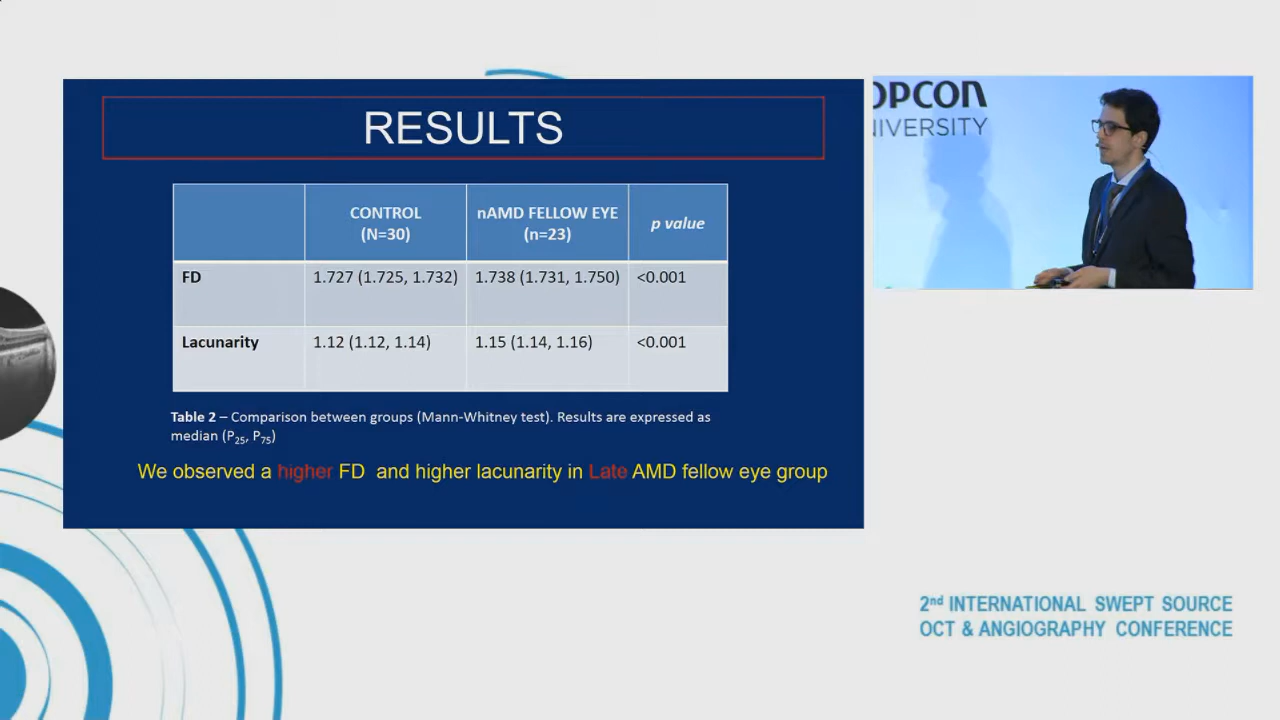 RESULTS
CONTROL
(N=30)
nAMD FELLOW EYE
(n=23)
p value
FD
1.727 (1.725, 1.732)
1.738 (1.731, 1.750)
<0.001
Lacunarity
1.12 (1.12, 1.14)
1.15 (1.14, 1.16)
<0.001
Table 2 – Comparison between groups (Mann-Whitney test). Results are expressed as
median (P25, P75)
We observed a higher FD and higher lacunarity in Late AMD fellow eye group
OPCON
NIVERSITY
2nd INTERNATIONAL SWEPT SOURCE
OCT & ANGIOGRAPHY CONFERENCE